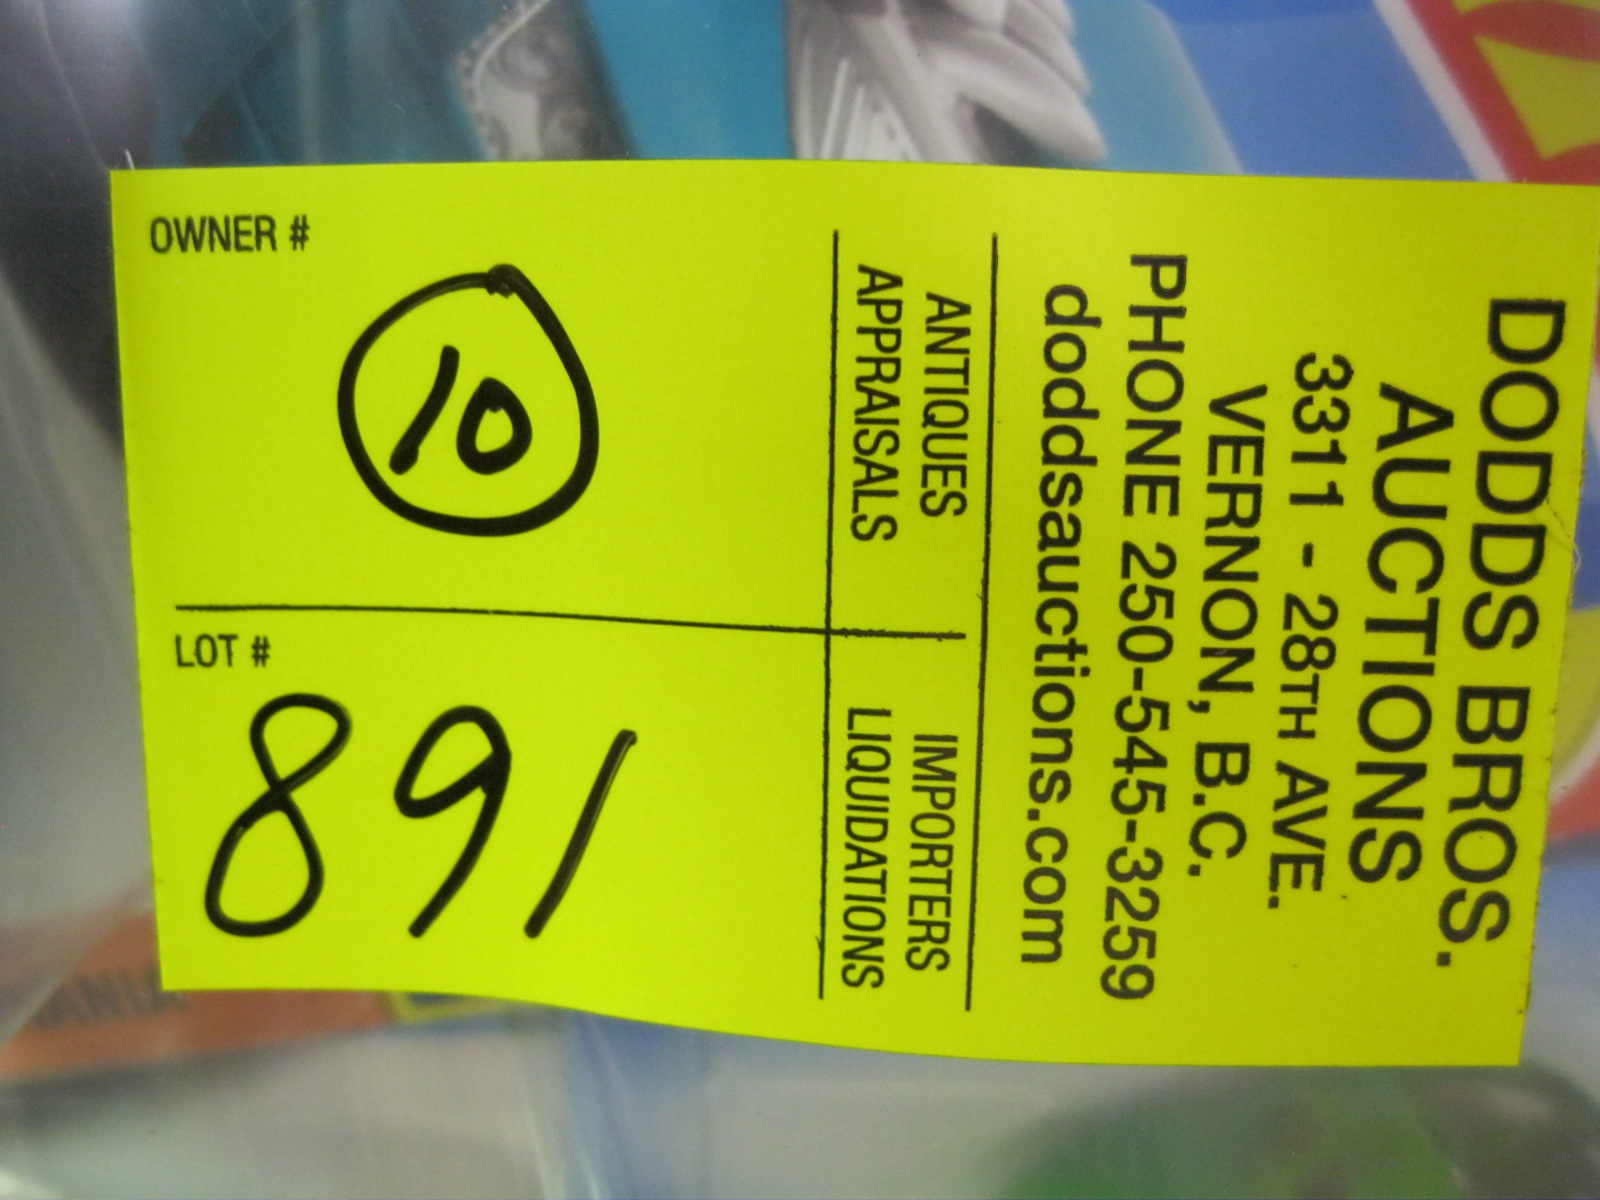 DODDS BROS.
AUCTIONS
3311 - 28TH AVE.
VERNON, B.C.
PHONE 250-545-3259
doddsauctions.com
ANTIQUES
APPRAISALS
IMPORTERS
LIQUIDATIONS
OWNER #
10
LOT #
891